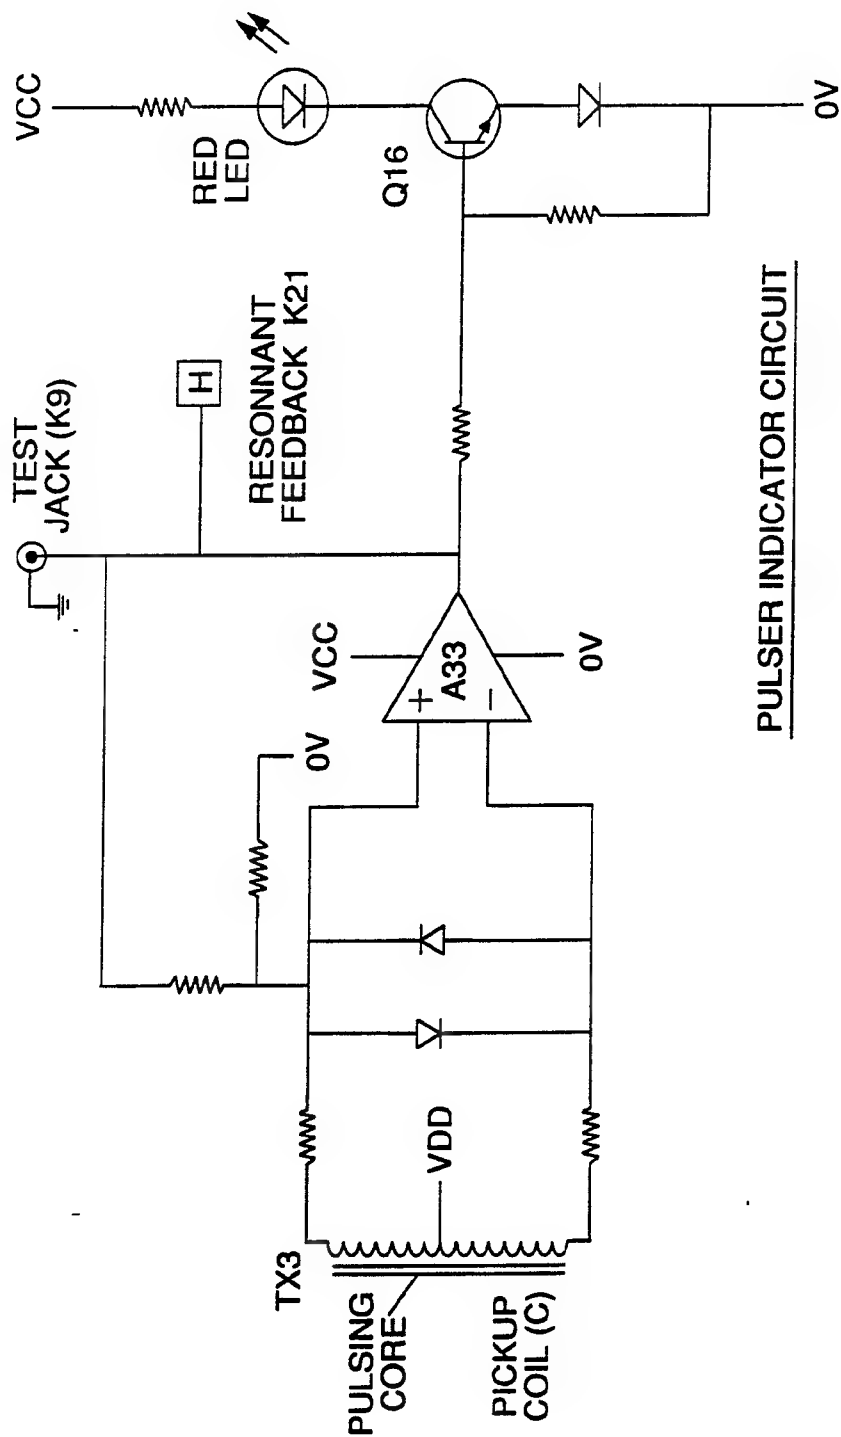 TEST
JACK (K9)
VCC
RED
LED
H
RESONNANT
FEEDBACK K21
Q16
0V
VCC
A33
+
−
0V
0V
TX3
VDD
PULSING
CORE
PICKUP
COIL (C)
PULSER INDICATOR CIRCUIT